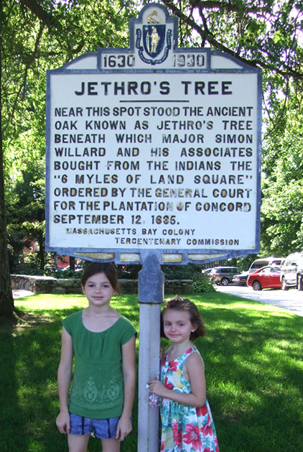 1630 1930
JETHRO'S TREE
NEAR THIS SPOT STOOD THE ANCIENT
OAK KNOWN AS JETHRO'S TREE
BENEATH WHICH MAJOR SIMON
WILLARD AND HIS ASSOCIATES
BOUGHT FROM THE INDIANS THE
"6 MYLES OF LAND SQUARE"
ORDERED BY THE GENERAL COURT
FOR THE PLANTATION OF CONCORD
SEPTEMBER 12, 1635.
MASSACHUSETTS BAY COLONY
TERCENTENARY COMMISSION